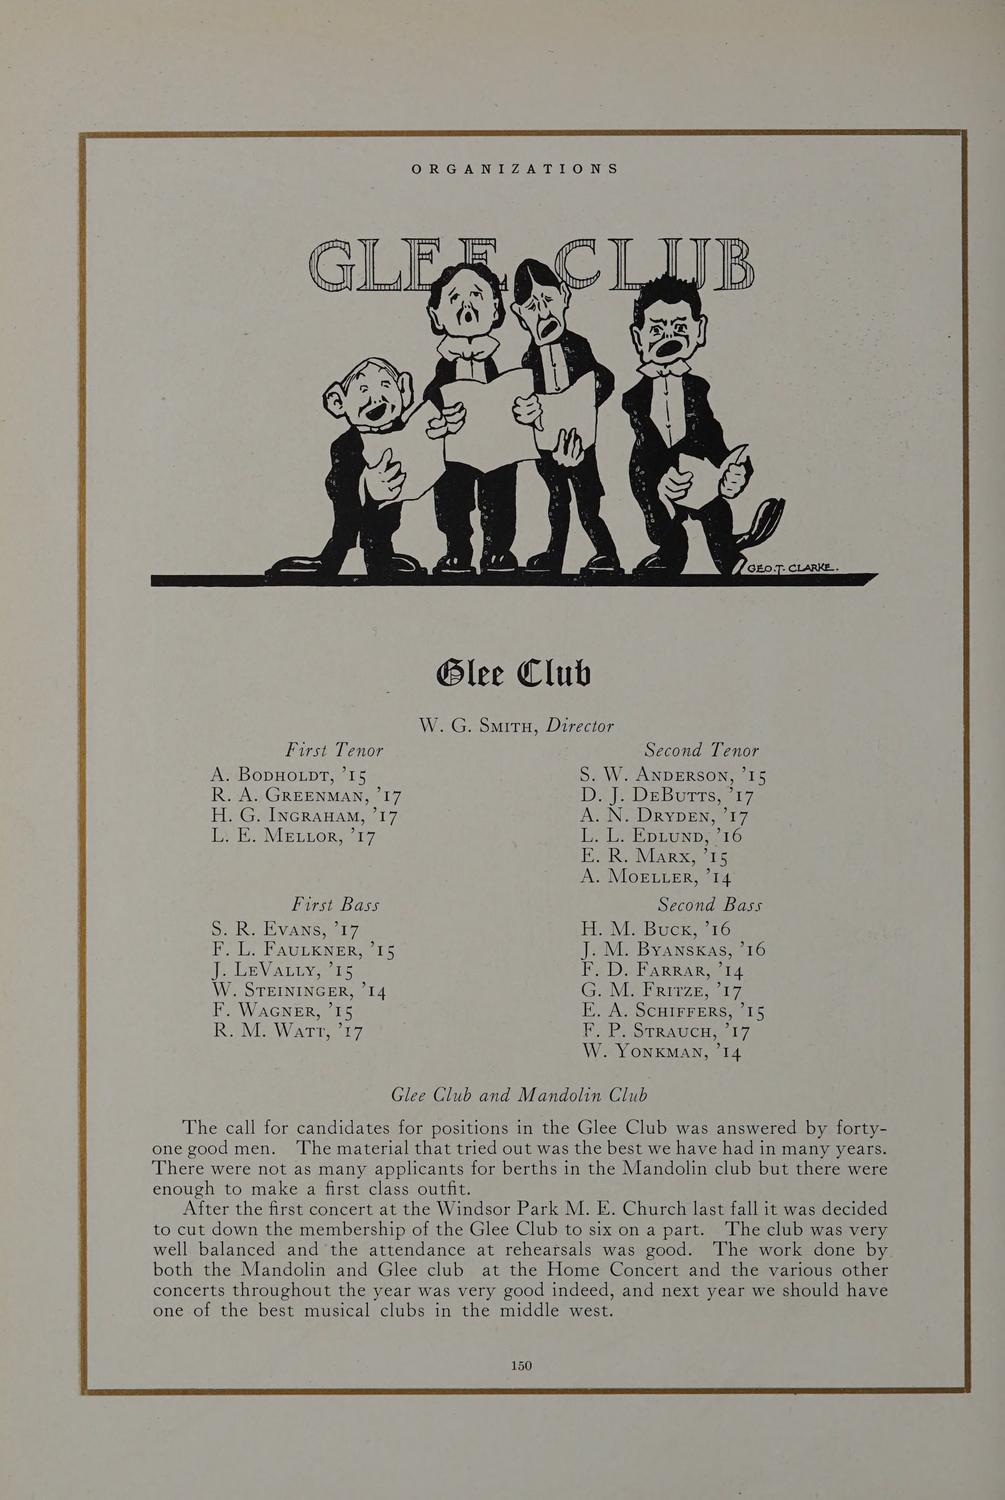 ORGANIZATIONS
GLEE CLUB
GEO. T. CLARKE.
Glee Club
W. G. Smith, Director
First Tenor
A. Bodholdt, ’15
R. A. Greenman, ’17
H. G. Ingraham, ’17
L. E. Mellor, ’17
Second Tenor
S. W. Anderson, ’15
D. J. DeButts, ’17
A. N. Dryden, ’17
L. L. Edlund, ’16
E. R. Marx, ’15
A. Moeller, ’14
First Bass
S. R. Evans, ’17
F. L. Faulkner, ’15
J. LeVally, ’15
W. Steininger, ’14
F. Wagner, ’15
R. M. Watt, ’17
Second Bass
H. M. Buck, ’16
J. M. Byanskas, ’16
F. D. Farrar, ’14
G. M. Fritze, ’17
E. A. Schiffers, ’15
F. P. Strauch, ’17
W. Yonkman, ’14
Glee Club and Mandolin Club
The call for candidates for positions in the Glee Club was answered by forty-
one good men. The material that tried out was the best we have had in many years.
There were not as many applicants for berths in the Mandolin club but there were
enough to make a first class outfit.
After the first concert at the Windsor Park M. E. Church last fall it was decided
to cut down the membership of the Glee Club to six on a part. The club was very
well balanced and the attendance at rehearsals was good. The work done by
both the Mandolin and Glee club at the Home Concert and the various other
concerts throughout the year was very good indeed, and next year we should have
one of the best musical clubs in the middle west.
150